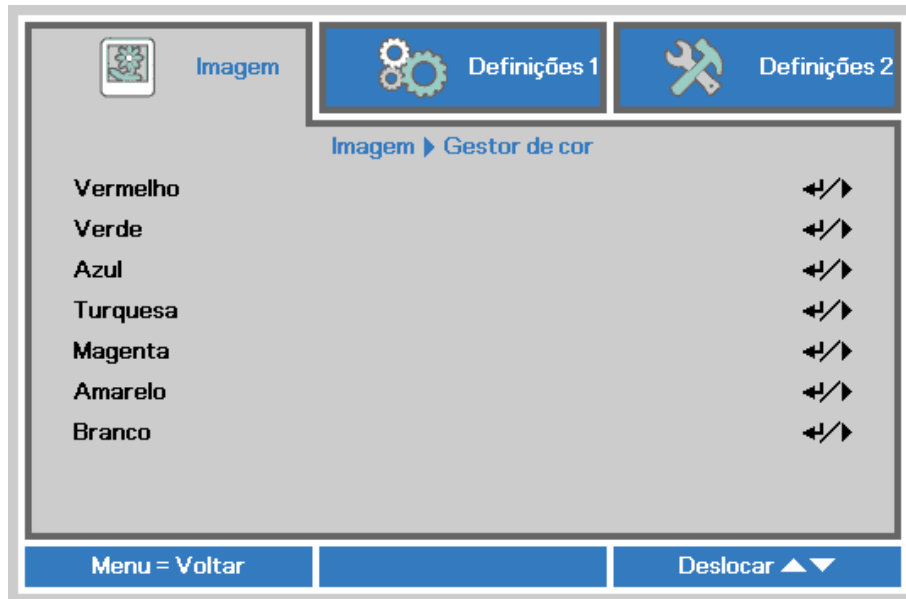 Imagem Definições 1 Definições 2
Imagem ▶ Gestor de cor
Vermelho ↵/▶
Verde ↵/▶
Azul ↵/▶
Turquesa ↵/▶
Magenta ↵/▶
Amarelo ↵/▶
Branco ↵/▶
Menu = Voltar Deslocar ▲▼